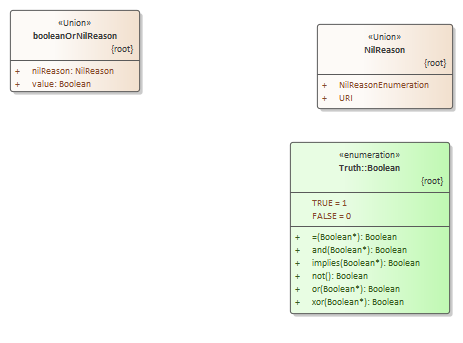 «Union»
booleanOrNilReason
{root}
+ nilReason: NilReason
+ value: Boolean
«Union»
NilReason
{root}
+ NilReasonEnumeration
+ URI
«enumeration»
Truth::Boolean
{root}
TRUE = 1
FALSE = 0
+ =(Boolean*): Boolean
+ and(Boolean*): Boolean
+ implies(Boolean*): Boolean
+ not(): Boolean
+ or(Boolean*): Boolean
+ xor(Boolean*): Boolean